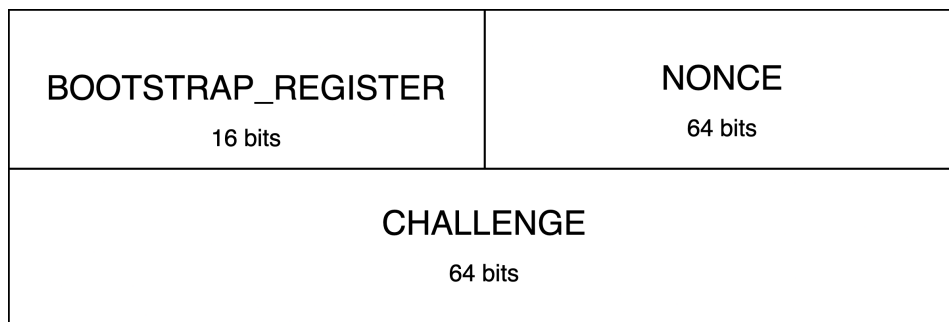 BOOTSTRAP_REGISTER
16 bits
NONCE
64 bits
CHALLENGE
64 bits